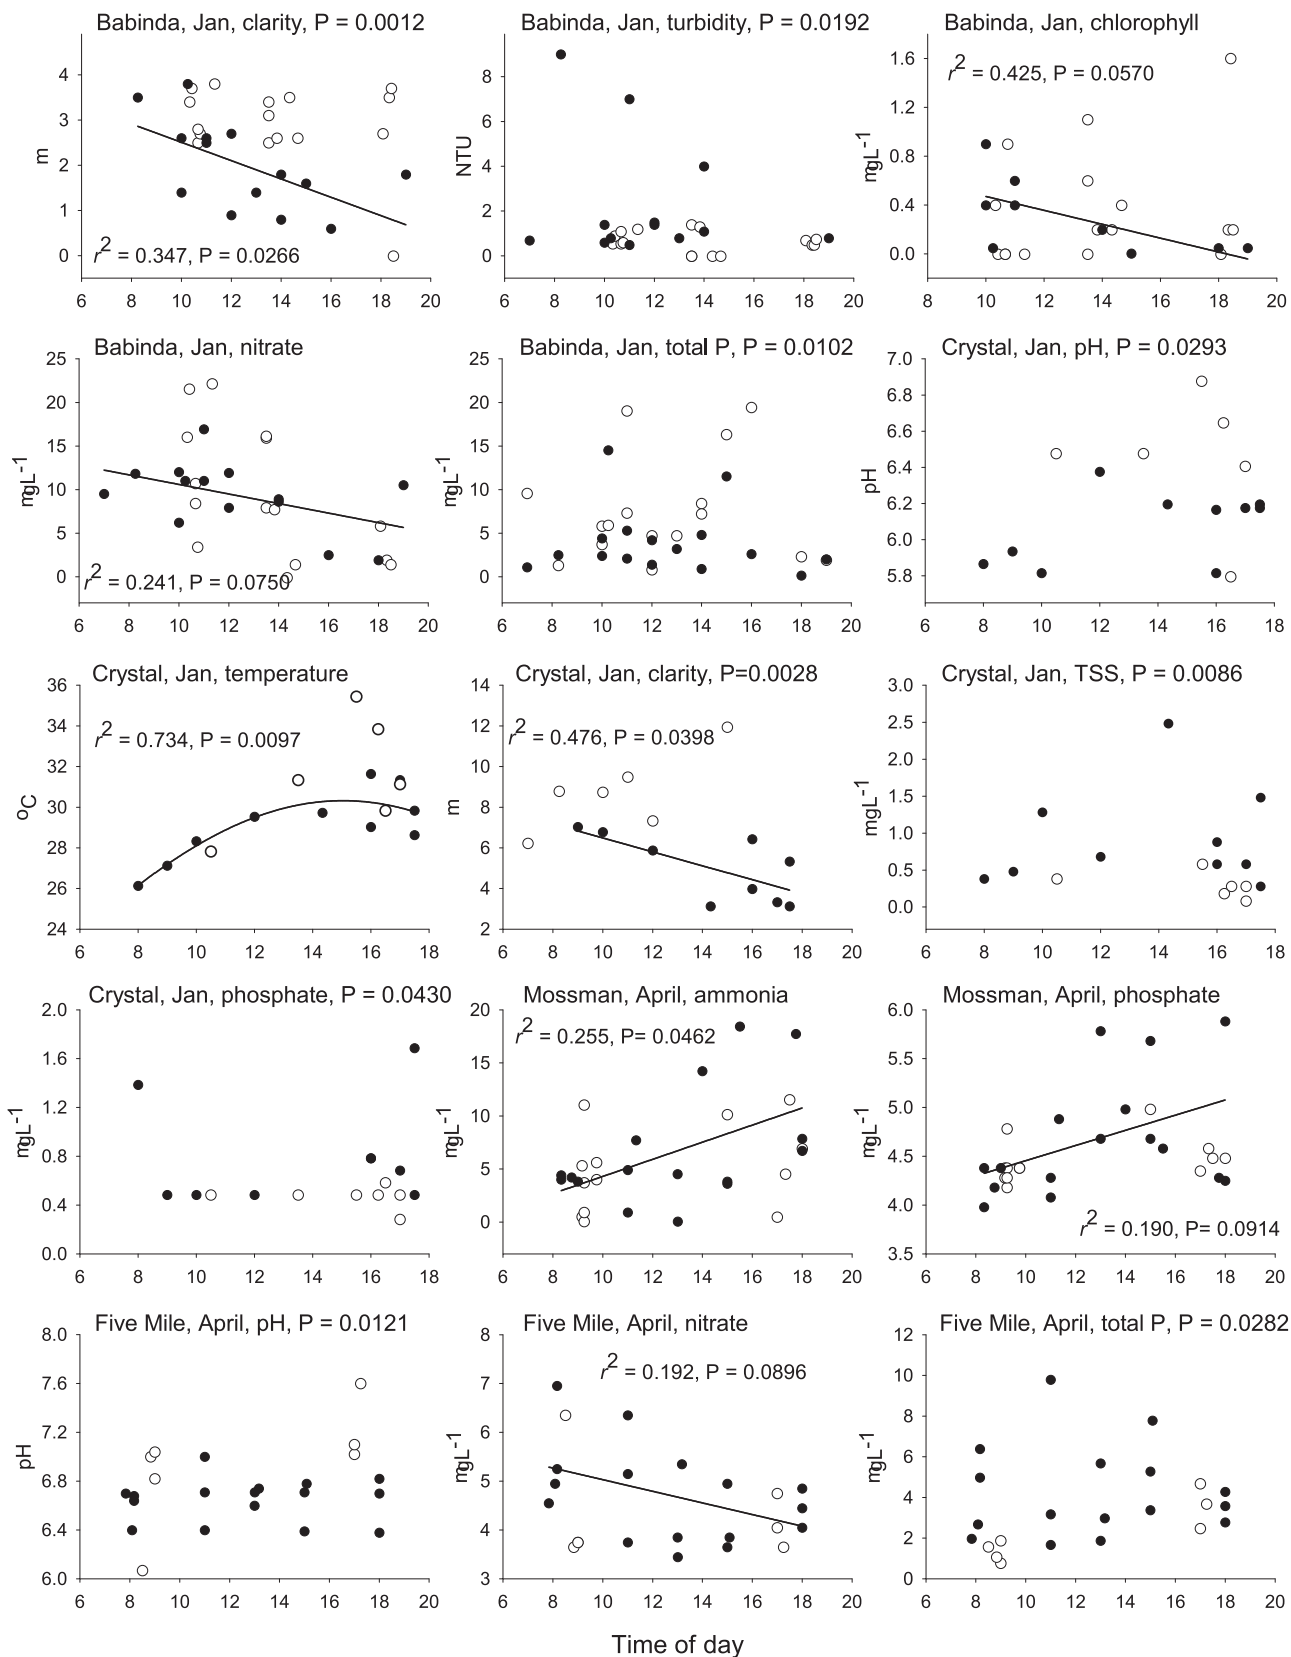 Babinda, Jan, clarity, P = 0.0012
Babinda, Jan, turbidity, P = 0.0192
Babinda, Jan, chlorophyll
m
4
3
2
1
0
r² = 0.347, P = 0.0266
6 8 10 12 14 16 18 20
NTU
8
6
4
2
0
6 8 10 12 14 16 18 20
mgL-1
1.6
1.2
0.8
0.4
0.0
r² = 0.425, P = 0.0570
8 10 12 14 16 18 20
Babinda, Jan, nitrate
Babinda, Jan, total P, P = 0.0102
Crystal, Jan, pH, P = 0.0293
mgL-1
25
20
15
10
5
0
r² = 0.241, P = 0.0750
6 8 10 12 14 16 18 20
mgL-1
25
20
15
10
5
0
6 8 10 12 14 16 18 20
pH
7.0
6.8
6.4
6.2
6.0
5.8
6 8 10 12 14 16 18
Crystal, Jan, temperature
Crystal, Jan, clarity, P=0.0028
Crystal, Jan, TSS, P = 0.0086
oC
36
34
32
30
28
26
24
r² = 0.734, P = 0.0097
6 8 10 12 14 16 18
m
14
12
10
8
6
4
2
r² = 0.476, P = 0.0398
6 8 10 12 14 16 18 20
mgL-1
3.0
2.5
2.0
1.5
1.0
0.5
0.0
6 8 10 12 14 16 18
Crystal, Jan, phosphate, P = 0.0430
Mossman, April, ammonia
Mossman, April, phosphate
mgL-1
2.0
1.6
1.2
0.8
0.4
0.0
6 8 10 12 14 16 18
mgL-1
20
15
10
5
0
r² = 0.255, P= 0.0462
6 8 10 12 14 16 18 20
mgL-1
6.0
5.5
5.0
4.5
4.0
3.5
r² = 0.190, P= 0.0914
6 8 10 12 14 16 18 20
Five Mile, April, pH, P = 0.0121
Five Mile, April, nitrate
Five Mile, April, total P, P = 0.0282
pH
8.0
7.6
7.2
6.8
6.4
6.0
6 8 10 12 14 16 18 20
mgL-1
8
7
6
5
4
3
r² = 0.192, P = 0.0896
6 8 10 12 14 16 18 20
mgL-1
12
10
8
6
4
2
0
6 8 10 12 14 16 18 20
Time of day